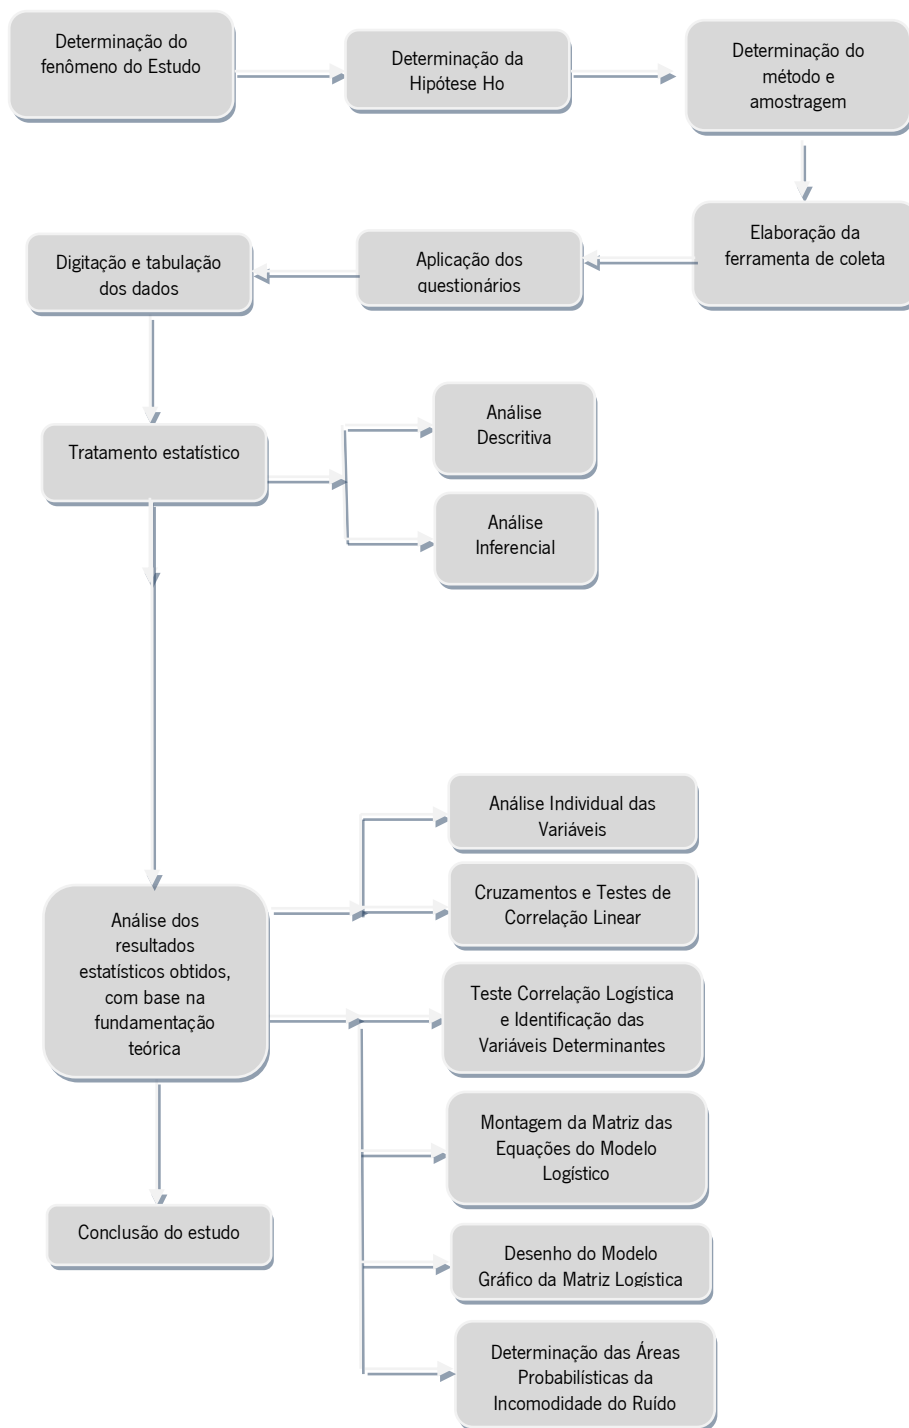 Determinação do
fenômeno do Estudo
Determinação da
Hipótese Ho
Determinação do
método e
amostragem
Elaboração da
ferramenta de coleta
Aplicação dos
questionários
Digitação e tabulação
dos dados
Tratamento estatístico
Análise
Descritiva
Análise
Inferencial
Análise Individual das
Variáveis
Cruzamentos e Testes de
Correlação Linear
Análise dos
resultados
estatísticos obtidos,
com base na
fundamentação
teórica
Teste Correlação Logística
e Identificação das
Variáveis Determinantes
Montagem da Matriz das
Equações do Modelo
Logístico
Conclusão do estudo
Desenho do Modelo
Gráfico da Matriz Logística
Determinação das Áreas
Probabilísticas da
Incomodidade do Ruído